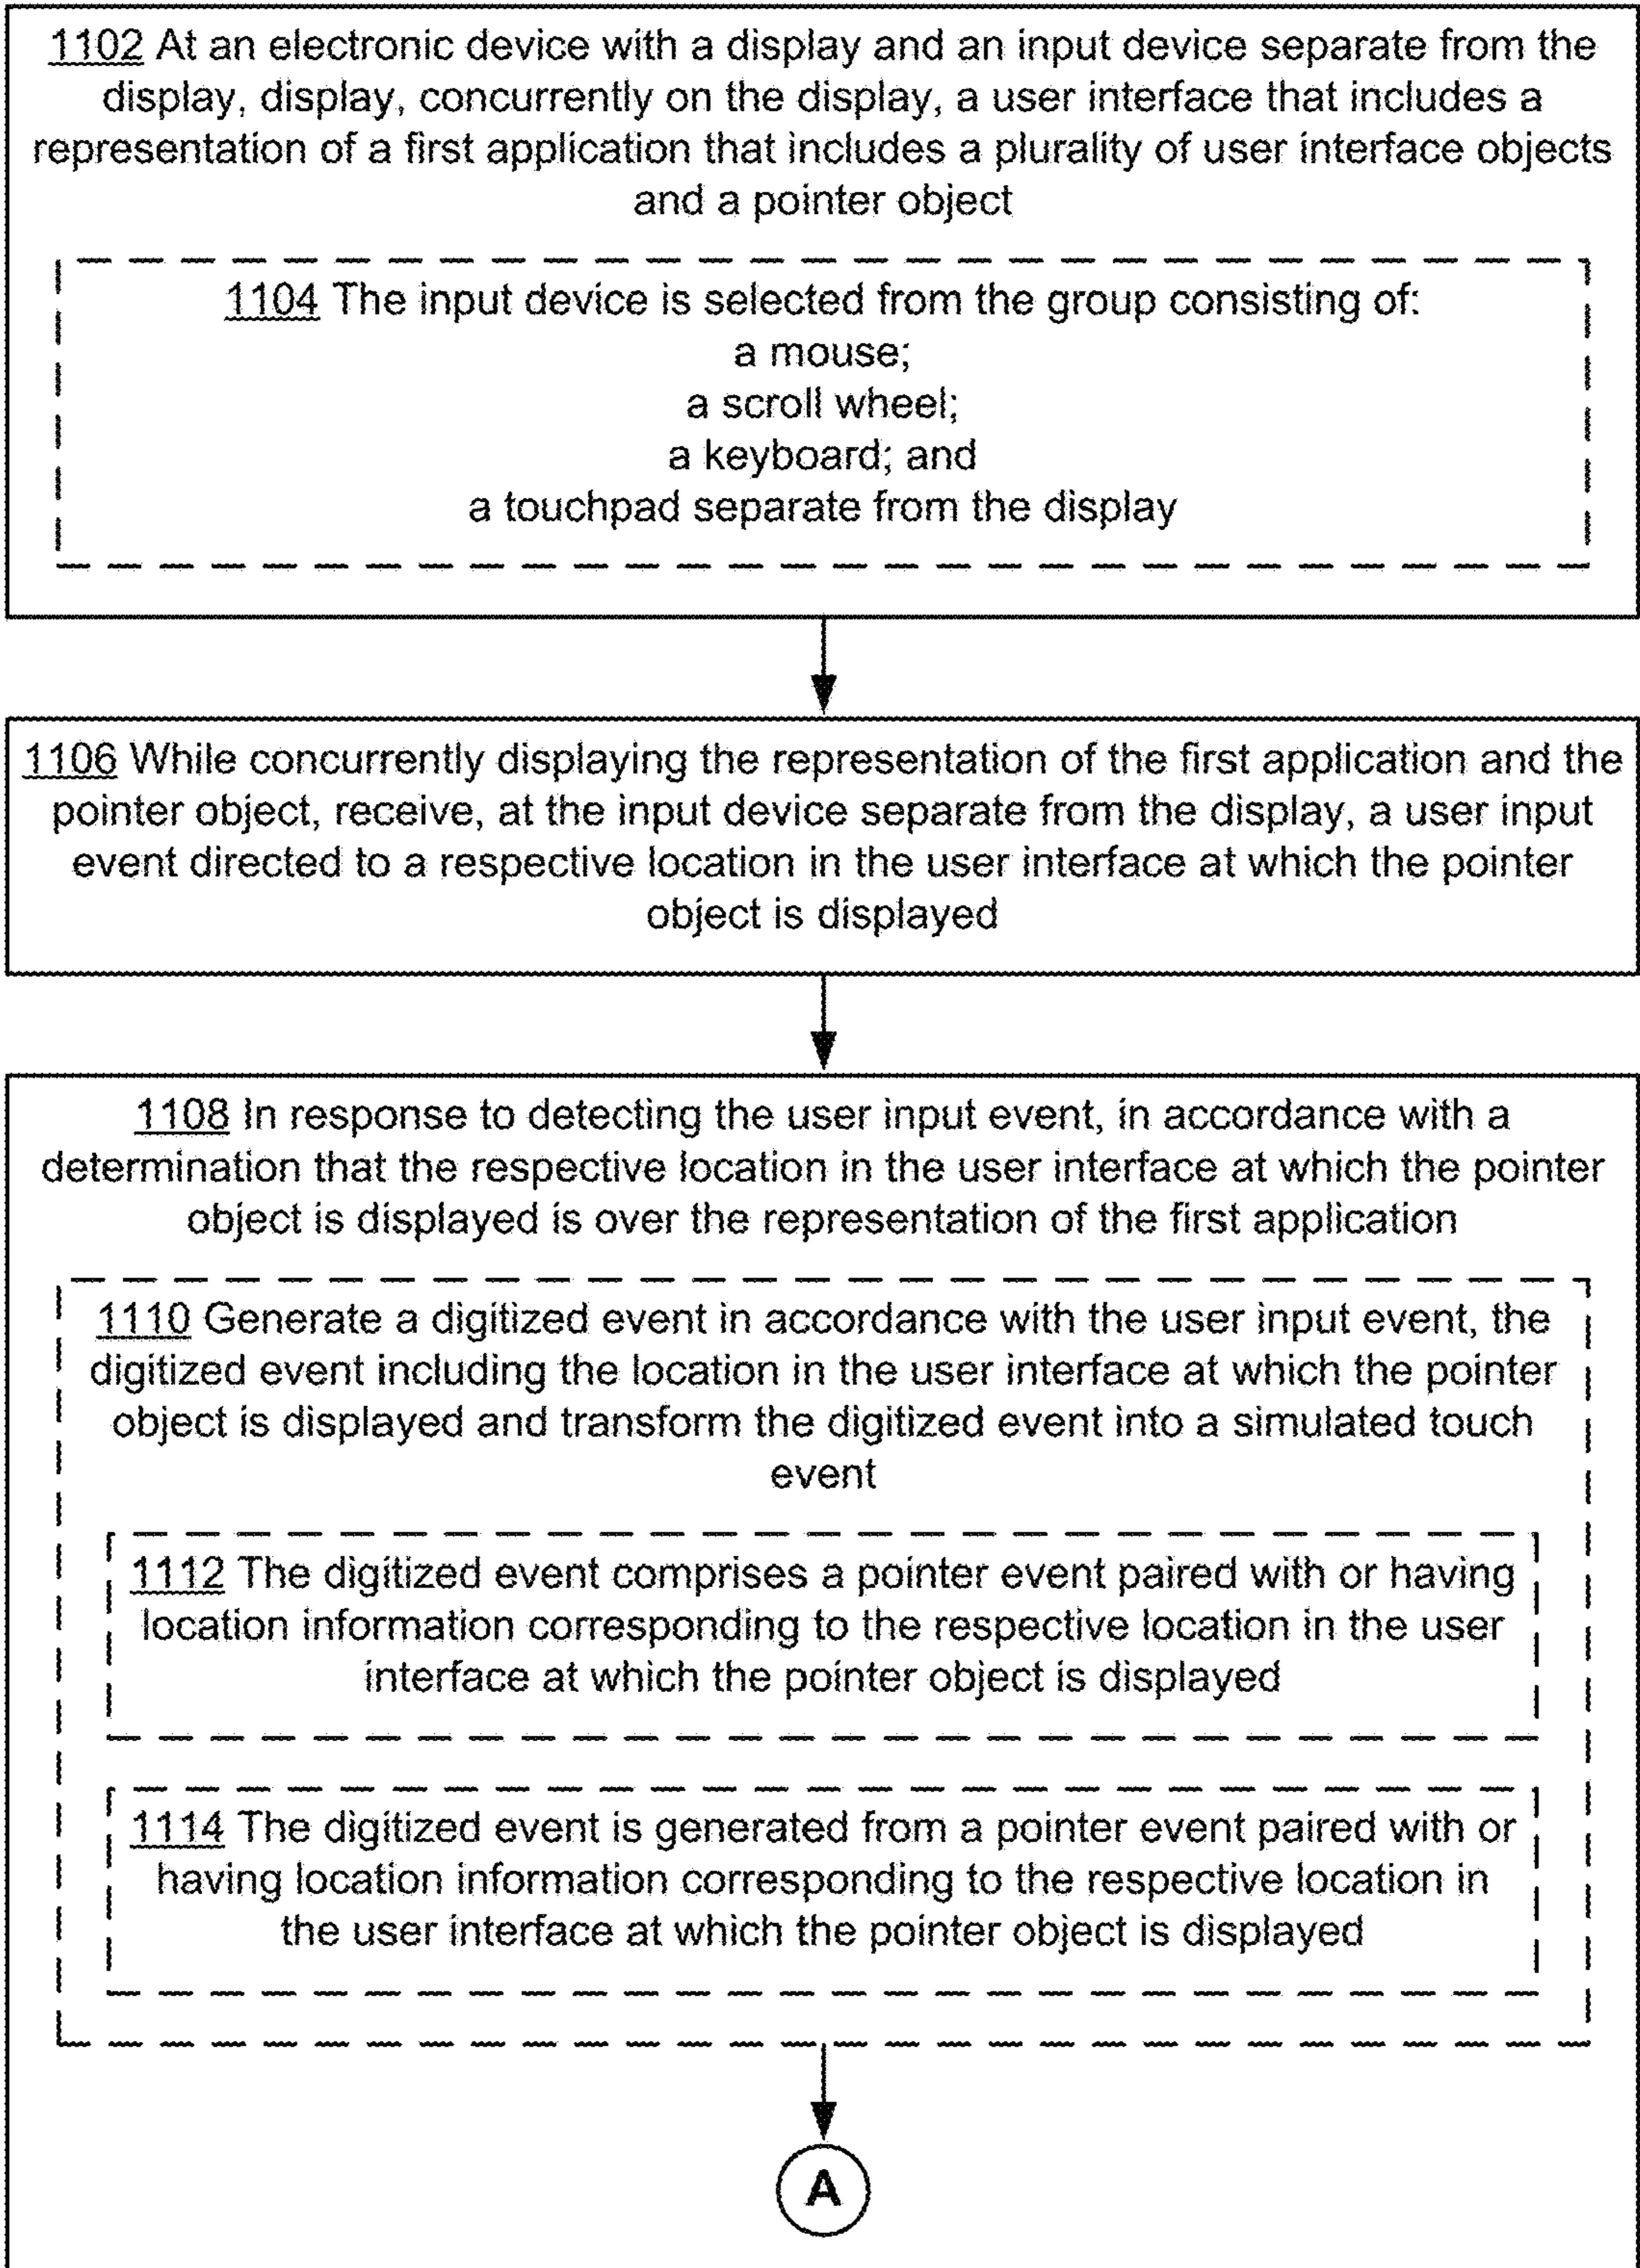 1102 At an electronic device with a display and an input device separate from the
display, display, concurrently on the display, a user interface that includes a
representation of a first application that includes a plurality of user interface objects
and a pointer object
1104 The input device is selected from the group consisting of:
a mouse;
a scroll wheel;
a keyboard; and
a touchpad separate from the display
1106 While concurrently displaying the representation of the first application and the
pointer object, receive, at the input device separate from the display, a user input
event directed to a respective location in the user interface at which the pointer
object is displayed
1108 In response to detecting the user input event, in accordance with a
determination that the respective location in the user interface at which the pointer
object is displayed is over the representation of the first application
1110 Generate a digitized event in accordance with the user input event, the
digitized event including the location in the user interface at which the pointer
object is displayed and transform the digitized event into a simulated touch
event
1112 The digitized event comprises a pointer event paired with or having
location information corresponding to the respective location in the user
interface at which the pointer object is displayed
1114 The digitized event is generated from a pointer event paired with or
having location information corresponding to the respective location in
the user interface at which the pointer object is displayed
A